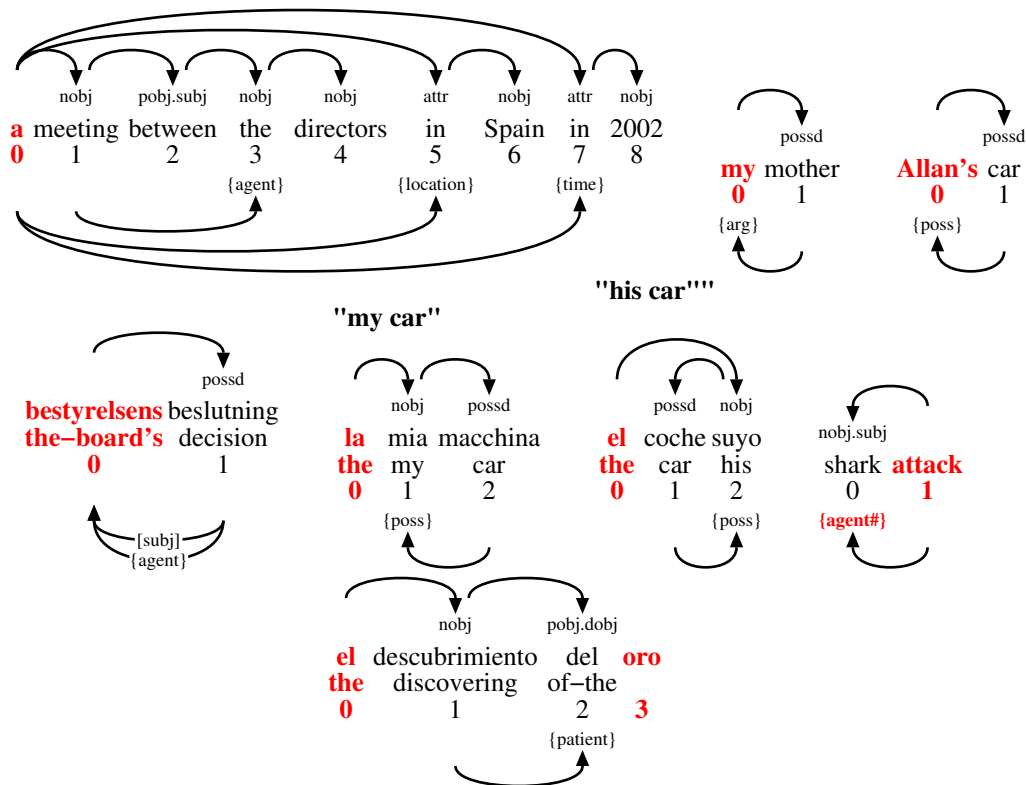 nobj pobj.subj nobj nobj attr nobj attr nobj
a meeting between the directors in Spain in 2002
0 1 2 3 4 5 6 7 8
{agent} {location} {time}
possd
my mother
0 1
{arg}
possd
Allan's car
0 1
{poss}
possd
bestyrelsens beslutning
the-board's decision
0 1
[subj]
{agent}
"my car"
nobj possd
la mia macchina
the my car
0 1 2
{poss}
"his car""
possd nobj
el coche suyo
the car his
0 1 2
{poss}
nobj.subj
shark attack
0 1
{agent#}
nobj pobj.dobj
el descubrimiento del oro
the discovering of-the
0 1 2 3
{patient}